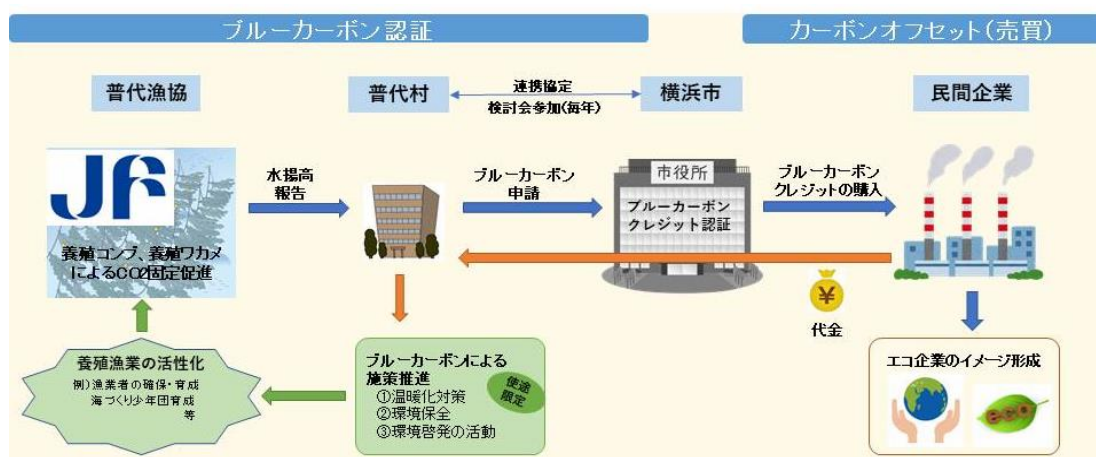 ブルーカーボン認証
カーボンオフセット(売買)
普代漁協
普代村
連携協定
検討会参加(毎年)
横浜市
民間企業
JF
養殖コンブ、養殖ワカメ
によるCO2固定促進
水揚高
報告
ブルーカーボン
申請
市役所
ブルーカーボン
クレジット認証
ブルーカーボン
クレジットの購入
¥
代金
養殖漁業の活性化
例)漁業者の確保・育成
海づくり少年団育成
等
ブルーカーボンによる
施策推進
①温暖化対策
②環境保全
③環境啓発の活動
使途
限定
エコ企業のイメージ形成
eco